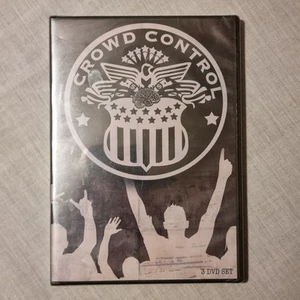 CROWD CONTROL
3 DVD SET